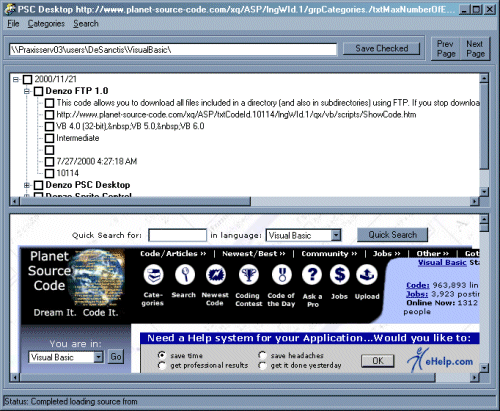 PSC Desktop http://www.planet-source-code.com/xq/ASP/lngWId.1/grpCategories./txtMaxNumberOfE...
File Categories Search
\\Praxisserv03\users\DeSanctis\VisualBasic\ Save Checked Prev Page Next Page
2000/11/21
Denzo FTP 1.0
This code allows you to download all files included in a directory (and also in subdirectories) using FTP. If you stop downloa
http://www.planet-source-code.com/xq/ASP/txtCodeId.10114/lngWId.1/qx/vb/scripts/ShowCode.htm
VB 4.0 (32-bit),&nbsp;VB 5.0,&nbsp;VB 6.0
Intermediate
7/27/2000 4:27:18 AM
10114
Denzo PSC Desktop
Denzo Sprite Control
Quick Search for: in language: Visual Basic Quick Search
Planet Source Code
Dream It. Code It.
Code/Articles ›› | Newest/Best ›› | Community ›› | Jobs ›› | Other ›› | Got
Cate-gories Search Newest Code Coding Contest Code of the Day Ask a Pro Jobs Upload
Visual Basic St
Code: 963,893 lin
Jobs: 3,923 postin
Online Now: 1312
people
You are in:
Visual Basic Go
Need a Help system for your Application...Would you like to:
save time save headaches
get professional results get it done yesterday
OK
eHelp.com
Status: Completed loading source from